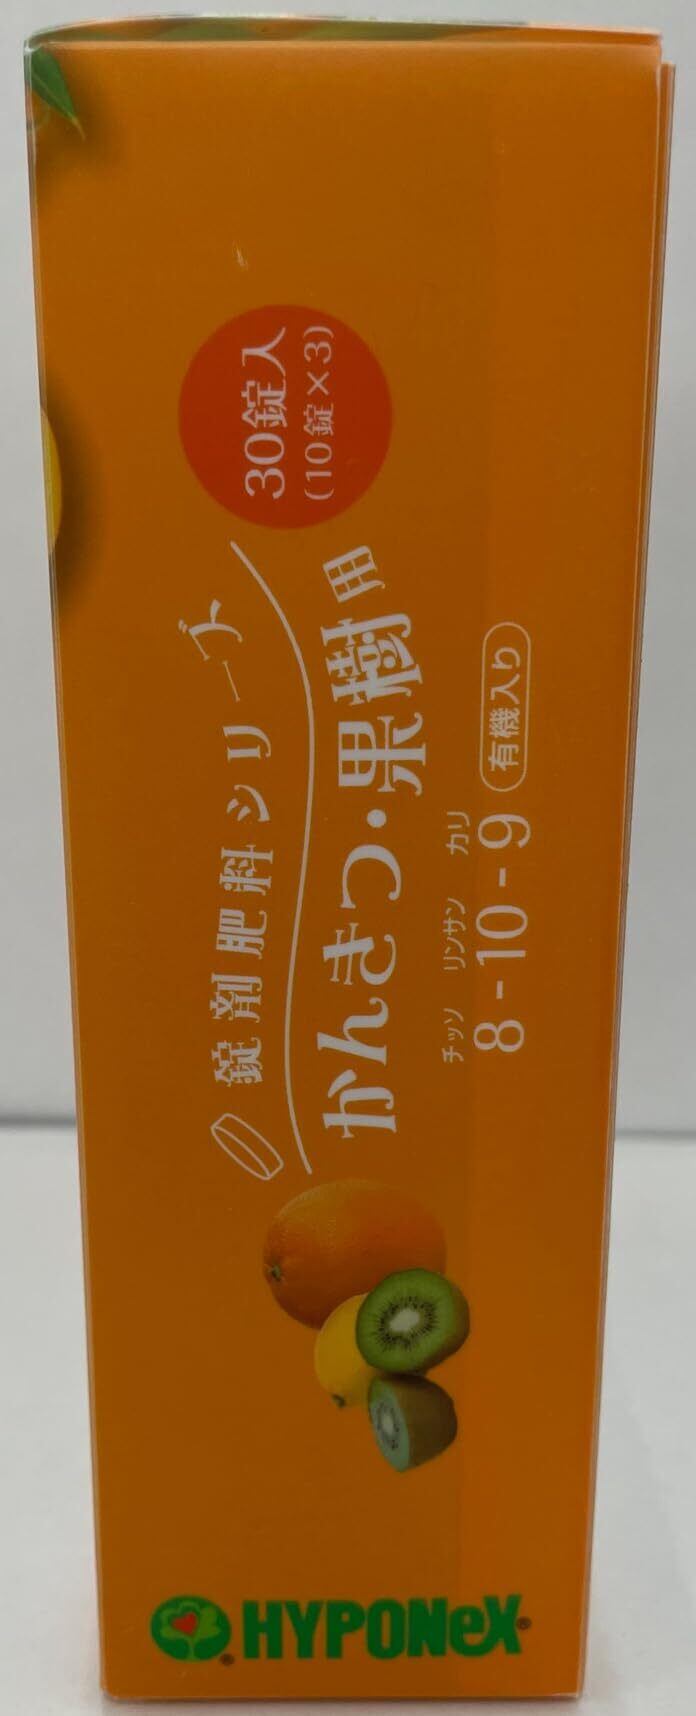 錠剤肥料シリーズ
かんきつ・果樹用
チッソ リンサン カリ
8-10-9 有機入り
30錠入
(10錠×3)
HYPONeX®